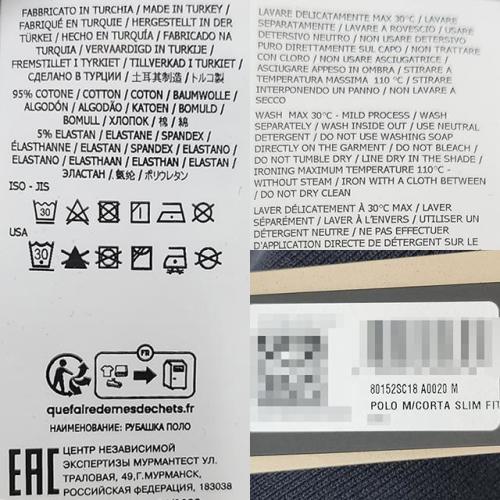 FABBRICATO IN TURCHIA / MADE IN TURKEY /
FABRIQUÉ EN TURQUIE / HERGESTELLT IN DER
TÜRKEI / HECHO EN TURQUÍA / FABRICADO NA
TURQUIA / VERVAARDIGD IN TURKIJE /
FREMSTILLET I TYRKIET / TILLVERKAD I TURKIET /
СДЕЛАНО В ТУРЦИИ / 土耳其制造 / トルコ製
95% COTONE / COTTON / COTON / BAUMWOLLE /
ALGODÓN / ALGODÃO / KATOEN / BOMULD /
BOMULL / ХЛОПОК / 棉 / 綿
5% ELASTAN / ELASTANE / SPANDEX /
ÉLASTHANNE / ELASTAN / SPANDEX / ELASTANO /
ELASTANO / ELASTHAAN / ELASTHAN / ELASTAN /
ЭЛАСТАН / 氨纶 / ポリウレタン
ISO - JIS
30
USA
30
FR
quefairedemesdechets.fr
НАИМЕНОВАНИЕ: РУБАШКА ПОЛО
EAC
ЦЕНТР НЕЗАВИСИМОЙ
ЭКСПЕРТИЗЫ МУРМАНТЕСТ УЛ.
ТРАЛОВАЯ, 49,Г.МУРМАНСК,
РОССИЙСКАЯ ФЕДЕРАЦИЯ, 183038
LAVARE DELICATAMENTE MAX 30°C / LAVARE
SEPARATAMENTE / LAVARE A ROVESCIO / USARE
DETERSIVO NEUTRO / NON USARE DETERSIVO
PURO DIRETTAMENTE SUL CAPO / NON TRATTARE
CON CLORO / NON USARE ASCIUGATRICE /
ASCIUGARE APPESO IN OMBRA / STIRARE A
TEMPERATURA MASSIMA 110 °C / STIRARE
INTERPONENDO UN PANNO / NON LAVARE A
SECCO
WASH MAX 30°C - MILD PROCESS / WASH
SEPARATELY / WASH INSIDE OUT / USE NEUTRAL
DETERGENT / DO NOT USE WASHING SOAP
DIRECTLY ON THE GARMENT / DO NOT BLEACH /
DO NOT TUMBLE DRY / LINE DRY IN THE SHADE /
IRONING MAXIMUM TEMPERATURE 110°C -
WITHOUT STEAM / IRON WITH A CLOTH BETWEEN
/ DO NOT DRY CLEAN
LAVER DÉLICATEMENT À 30°C MAX / LAVER
SÉPARÉMENT / LAVER À L'ENVERS / UTILISER UN
DÉTERGENT NEUTRE / NE PAS EFFECTUER
D'APPLICATION DIRECTE DE DÉTERGENT SUR LE
80152SC18 A0020 M
POLO M/CORTA SLIM FIT